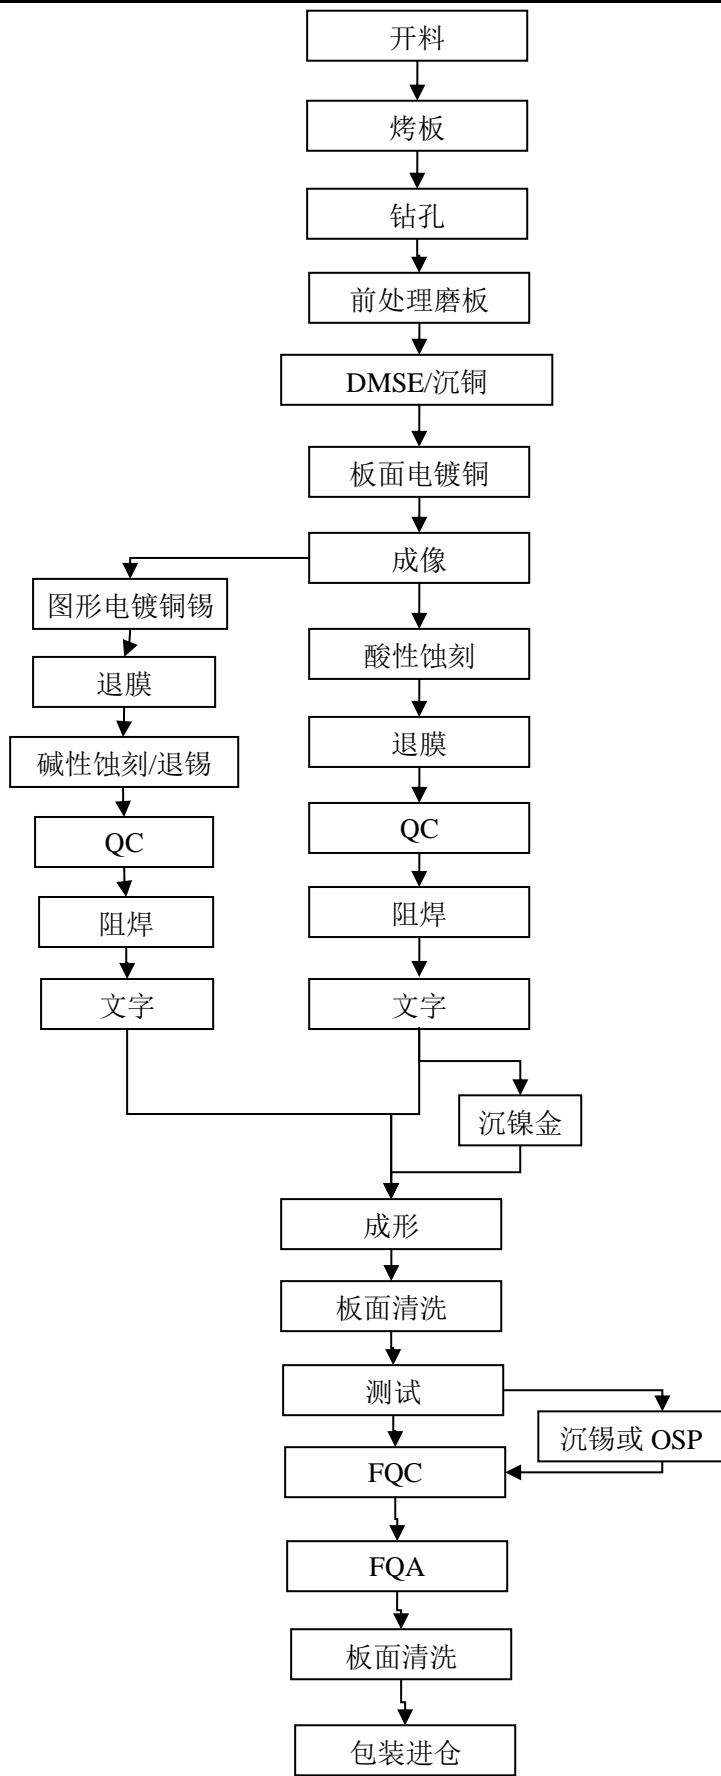 开料
烤板
钻孔
前处理磨板
DMSE/沉铜
板面电镀铜
成像
图形电镀铜锡
酸性蚀刻
退膜
退膜
碱性蚀刻/退锡
QC
QC
阻焊
阻焊
文字
文字
沉镍金
成形
板面清洗
测试
沉锡或 OSP
FQC
FQA
板面清洗
包装进仓